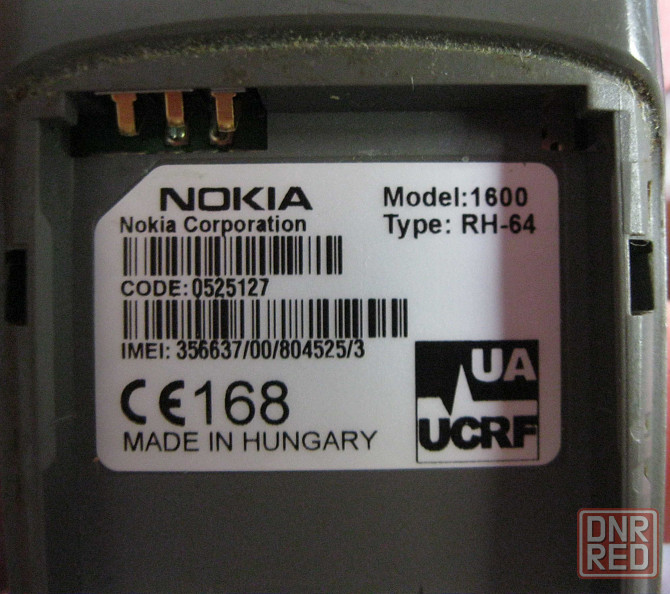 NOKIA
Nokia Corporation
Model:1600
Type: RH-64
CODE:0525127
IMEI: 356637/00/804525/3
CE168
MADE IN HUNGARY
UA
UCRF
DNR
RED